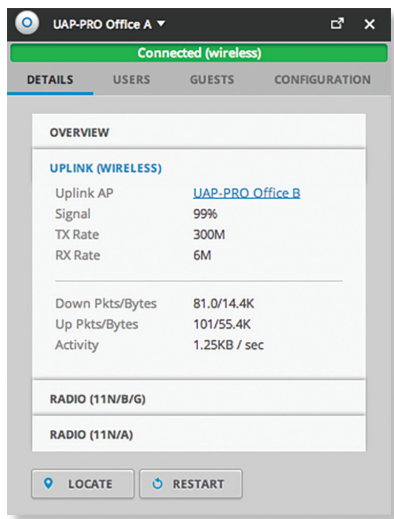 UAP-PRO Office A
Connected (wireless)
DETAILS USERS GUESTS CONFIGURATION
OVERVIEW
UPLINK (WIRELESS)
Uplink AP UAP-PRO Office B
Signal 99%
TX Rate 300M
RX Rate 6M
Down Pkts/Bytes 81.0/14.4K
Up Pkts/Bytes 101/55.4K
Activity 1.25KB / sec
RADIO (11N/B/G)
RADIO (11N/A)
LOCATE RESTART